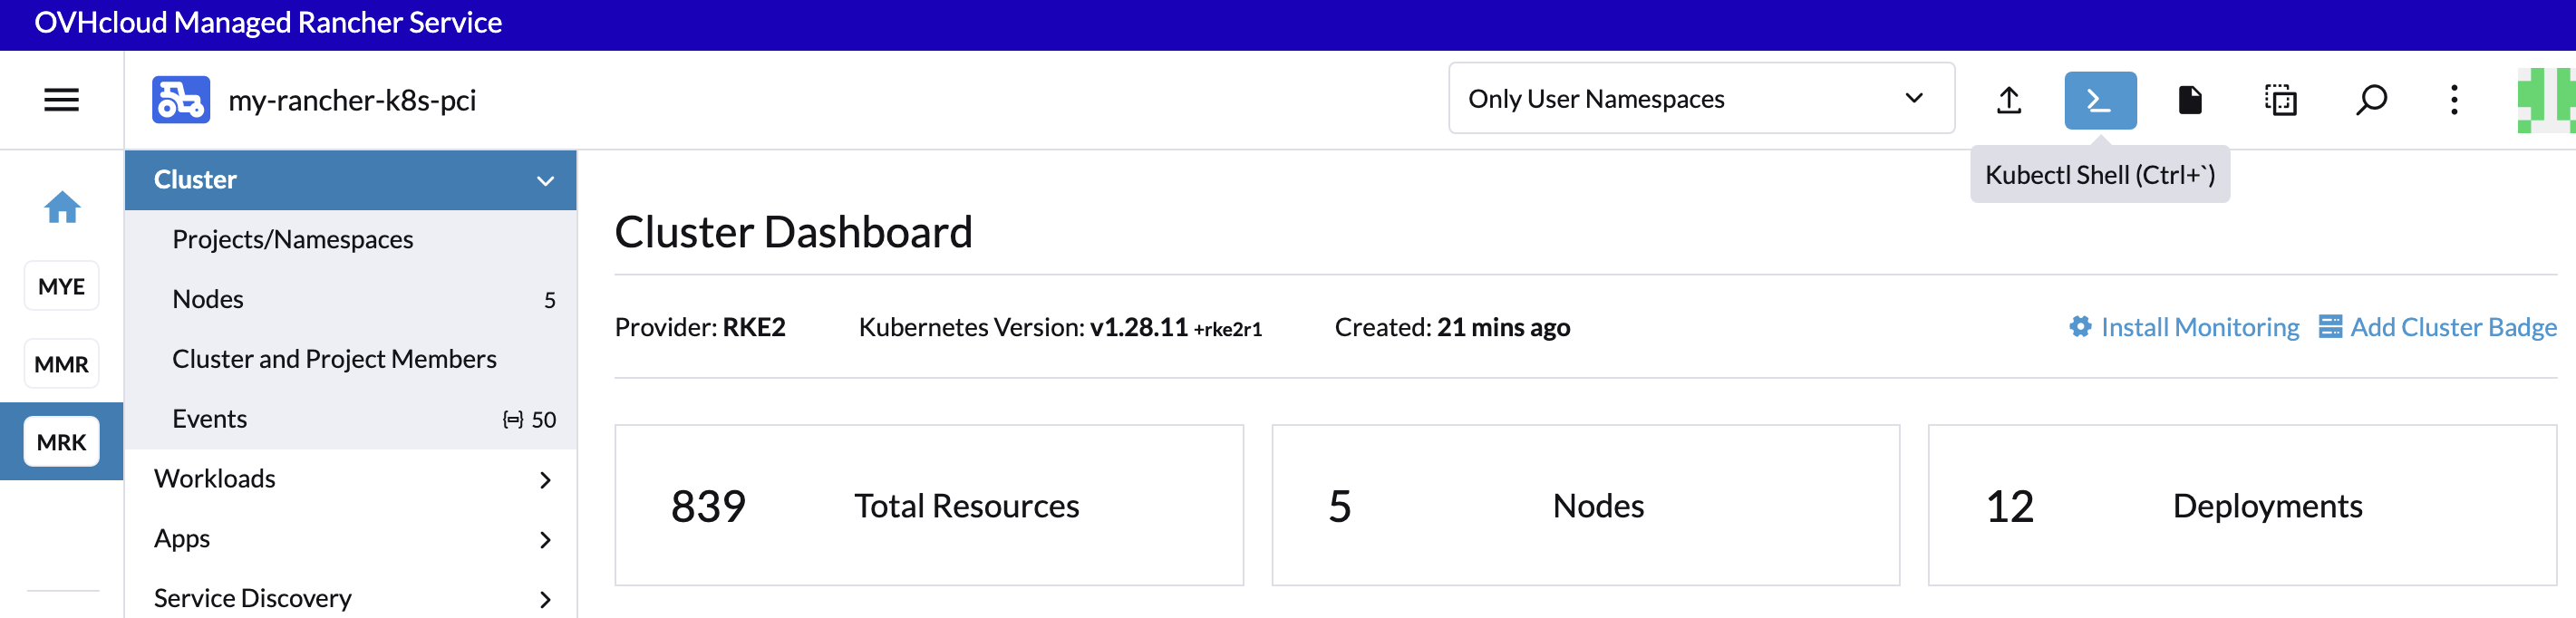 OVHcloud Managed Rancher Service
my-rancher-k8s-pci
Only User Namespaces
Kubectl Shell (Ctrl+`)
MYE
MMR
MRK
Cluster
Projects/Namespaces
Nodes 5
Cluster and Project Members
Events 50
Workloads
Apps
Service Discovery
Cluster Dashboard
Provider: RKE2 Kubernetes Version: v1.28.11 +rke2r1 Created: 21 mins ago Install Monitoring Add Cluster Badge
839 Total Resources 5 Nodes 12 Deployments